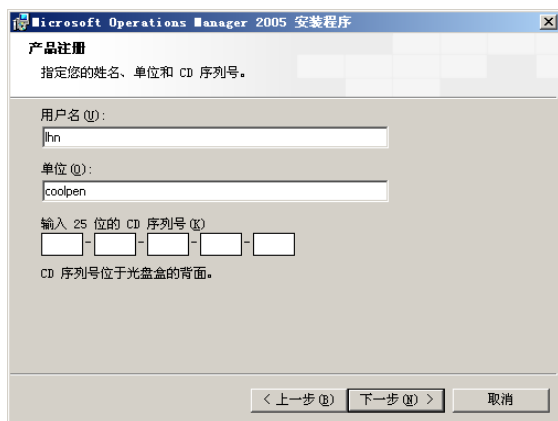 Microsoft Operations Manager 2005 安装程序
产品注册
指定您的姓名、单位和 CD 序列号。
用户名(U):
lhn
单位(O):
coolpen
输入 25 位的 CD 序列号(K)
- - - -
CD 序列号位于光盘盒的背面。
< 上一步(B)
下一步(N) >
取消